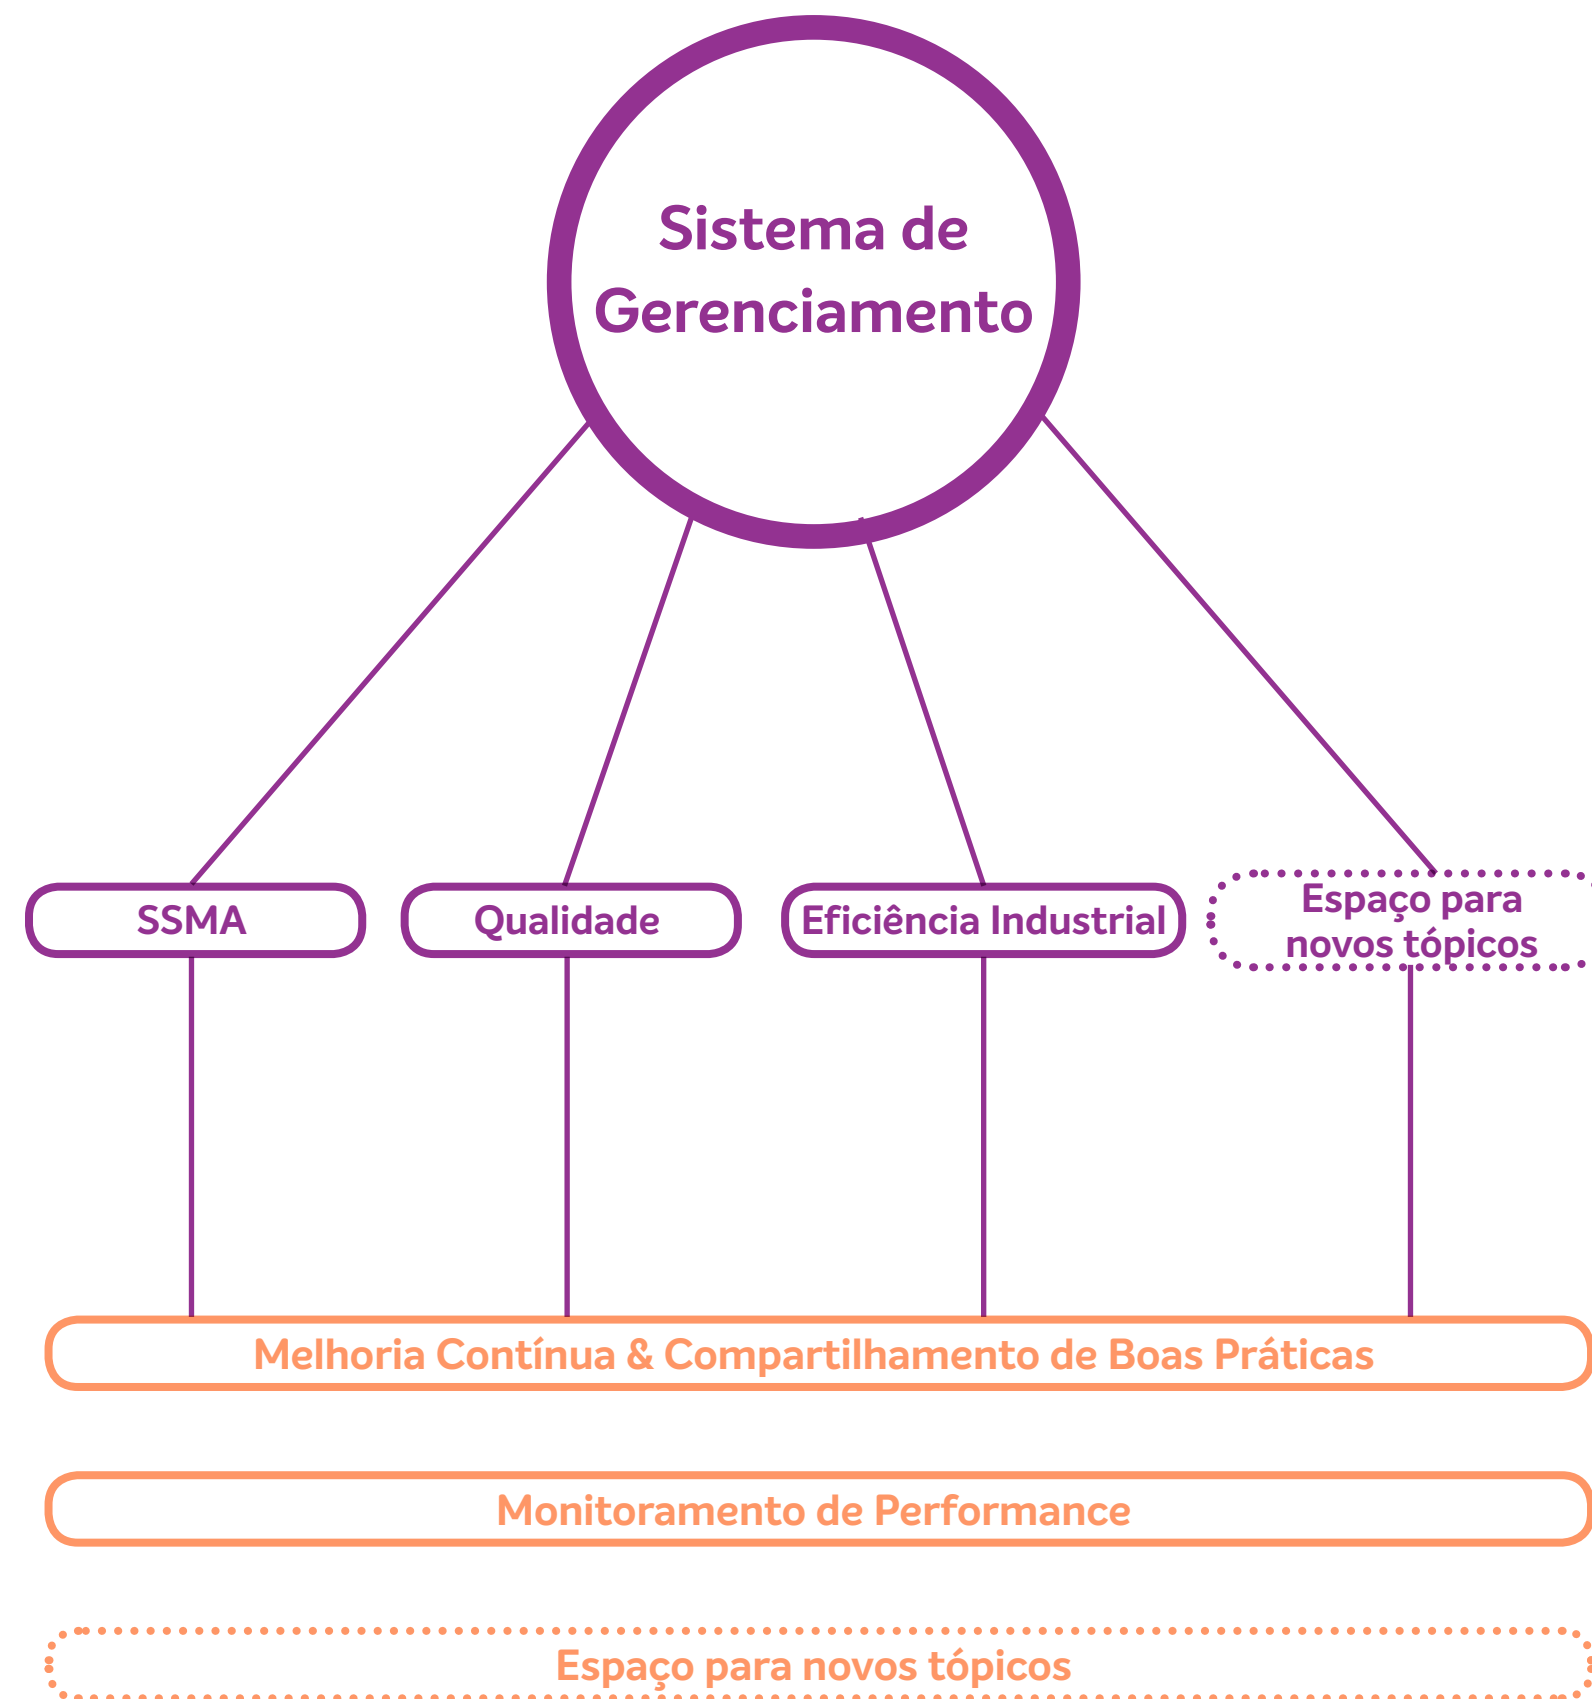 Sistema de
Gerenciamento
SSMA
Qualidade
Eficiência Industrial
Espaço para
novos tópicos
Melhoria Contínua & Compartilhamento de Boas Práticas
Monitoramento de Performance
Espaço para novos tópicos